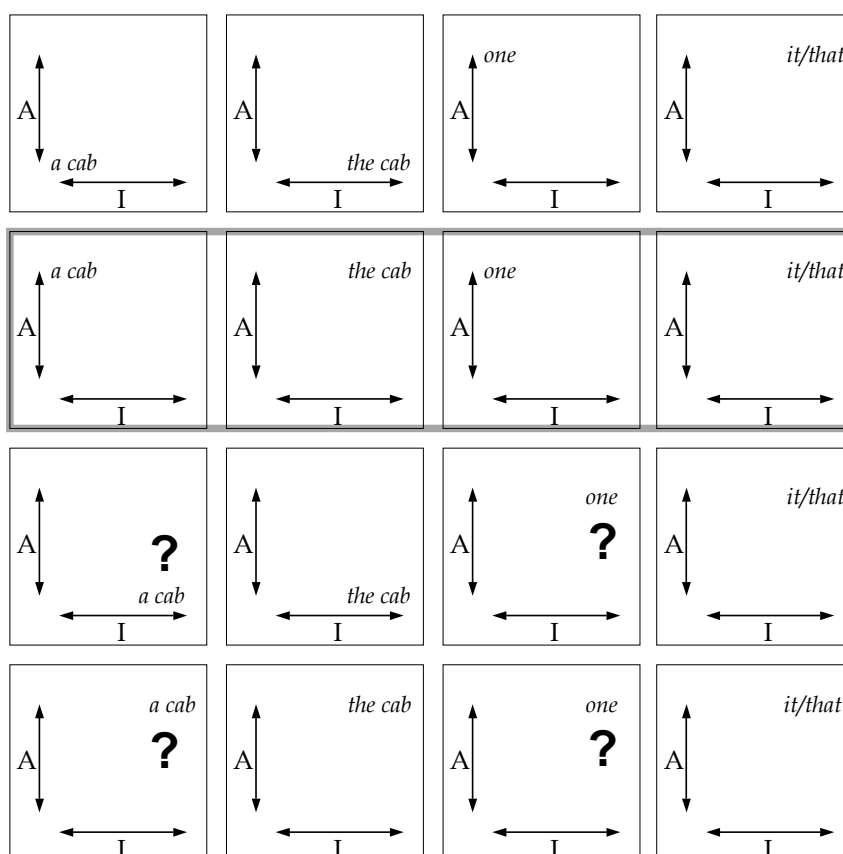 one it/that
A A A A
a cab the cab
I I I I
a cab the cab one it/that
A A A A
I I I I
one it/that
A ? A A ? A
a cab the cab
I I I I
a cab the cab one it/that
A ? A A ? A
I I I I